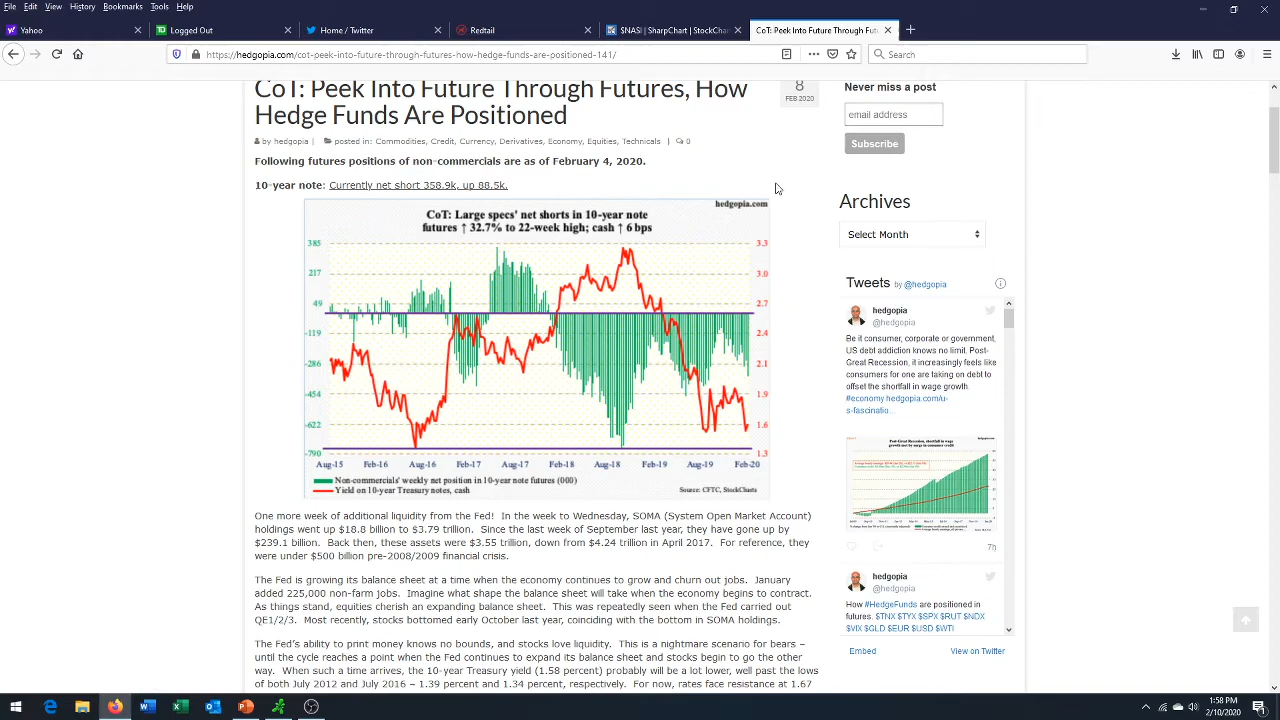 File Edit View History Bookmarks Tools Help
Yahoo
Logged Out
Home / Twitter
Redtail
$NASI | SharpChart | StockChar
CoT: Peek Into Future Through Fu
https://hedgopia.com/cot-peek-into-future-through-futures-how-hedge-funds-are-positioned-141/
Search
CoT: Peek Into Future Through Futures, How
Hedge Funds Are Positioned
8
FEB 2020
by hedgopia | posted in: Commodities, Credit, Currency, Derivatives, Economy, Equities, Technicals | 0
Following futures positions of non-commercials are as of February 4, 2020.
10-year note: Currently net short 358.9k, up 88.5k.
hedgopia.com
CoT: Large specs' net shorts in 10-year note
futures ↑ 32.7% to 22-week high; cash ↑ 6 bps
385 3.3
217 3.0
49 2.7
-119 2.4
-286 2.1
-454 1.9
-622 1.6
-790 1.3
Aug-15 Feb-16 Aug-16 Feb-17 Aug-17 Feb-18 Aug-18 Feb-19 Aug-19 Feb-20
Non-commercials' weekly net position in 10-year note futures (000)
Yield on 10-year Treasury notes, cash
Source: CFTC, StockCharts
One more week of additional liquidity from the Fed! In the week to Wednesday, SOMA (System Open Market Account)
holdings went up $18.8 billion to $3.79 trillion. Since the last week of September last year, they have gone up by
billion. Back then, these assets were $3.55 trillion, down from $4.24 trillion in April 2017. For reference, they
were under $500 billion pre-2008/2009 financial crisis.
The Fed is growing its balance sheet at a time when the economy continues to grow and churn out jobs. January
added 225,000 non-farm jobs. Imagine what shape the balance sheet will take when the economy begins to contract.
As things stand, equities cherish an expanding balance sheet. This was repeatedly seen when the Fed carried out
Most recently, stocks bottomed early October last year, coinciding with the bottom in SOMA holdings.
The Fed's ability to print money knows no bounds, and stocks love liquidity. This is a nightmare scenario for bears –
until the cycle reaches a point when the Fed continues to expand its balance sheet and stocks begin to go the other
way. When such a time arrives, the 10-year Treasury yield (1.58 percent) probably will be a lot lower, well past the lows
of both July 2012 and July 2016 – 1.39 percent and 1.34 percent, respectively. For now, rates face resistance at 1.67
Never miss a post
email address
Subscribe
Archives
Select Month
Tweets by @hedgopia
hedgopia
@hedgopia
Be it consumer, corporate or government,
US debt addiction knows no limit. Post-
Great Recession, it increasingly feels like
consumers for one are taking on debt to
offset the shortfall in wage growth.
#economy hedgopia.com/u-
s-fascinatio…
Post-Great Recession, shortfall in wage
growth met by surge in consumer credit
7h
hedgopia
@hedgopia
How #HedgeFunds are positioned in
futures. $TNX $TYX $SPX $RUT $NDX
$VIX $GLD $EUR $USD $WTI
Embed View on Twitter
1:58 PM
2/10/2020